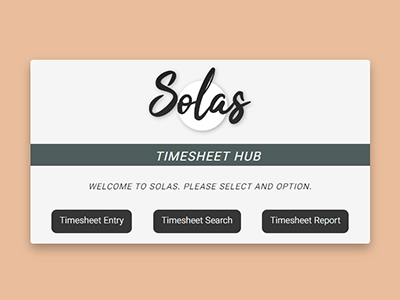 Solas
TIMESHEET HUB
WELCOME TO SOLAS. PLEASE SELECT AND OPTION.
Timesheet Entry
Timesheet Search
Timesheet Report